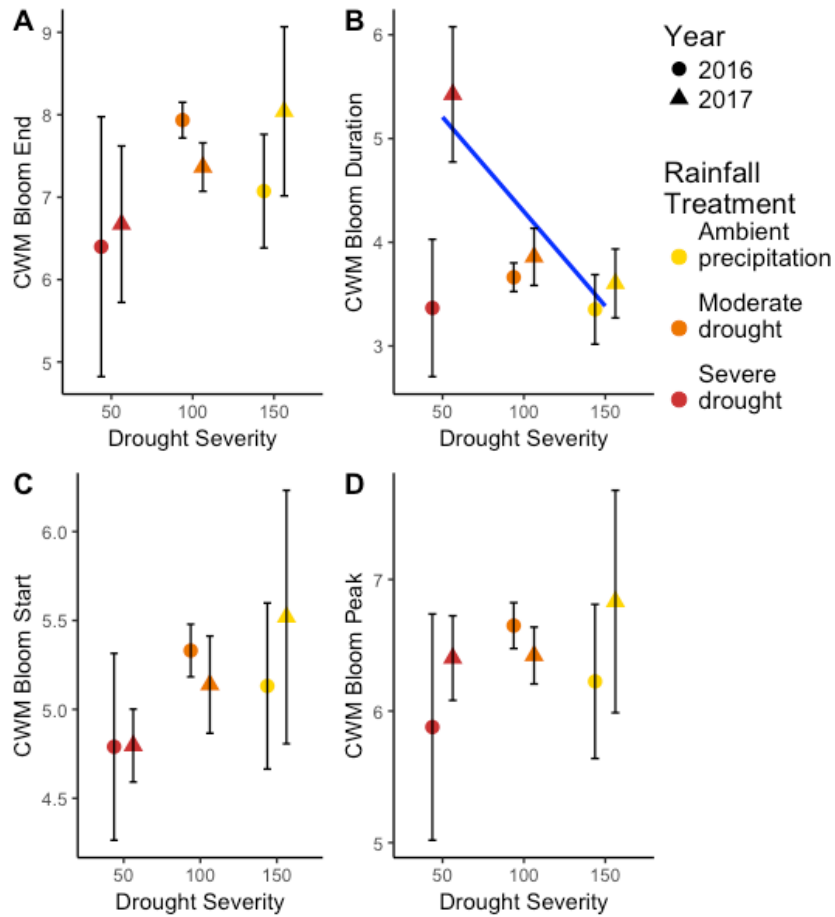 A
CWM Bloom End
9
8
7
6
5
50 100 150
Drought Severity
B
CWM Bloom Duration
6
5
4
3
50 100 150
Drought Severity
Year
2016
2017
Rainfall
Treatment
Ambient
precipitation
Moderate
drought
Severe
drought
C
CWM Bloom Start
6.0
5.5
5.0
4.5
50 100 150
Drought Severity
D
CWM Bloom Peak
7
6
5
50 100 150
Drought Severity